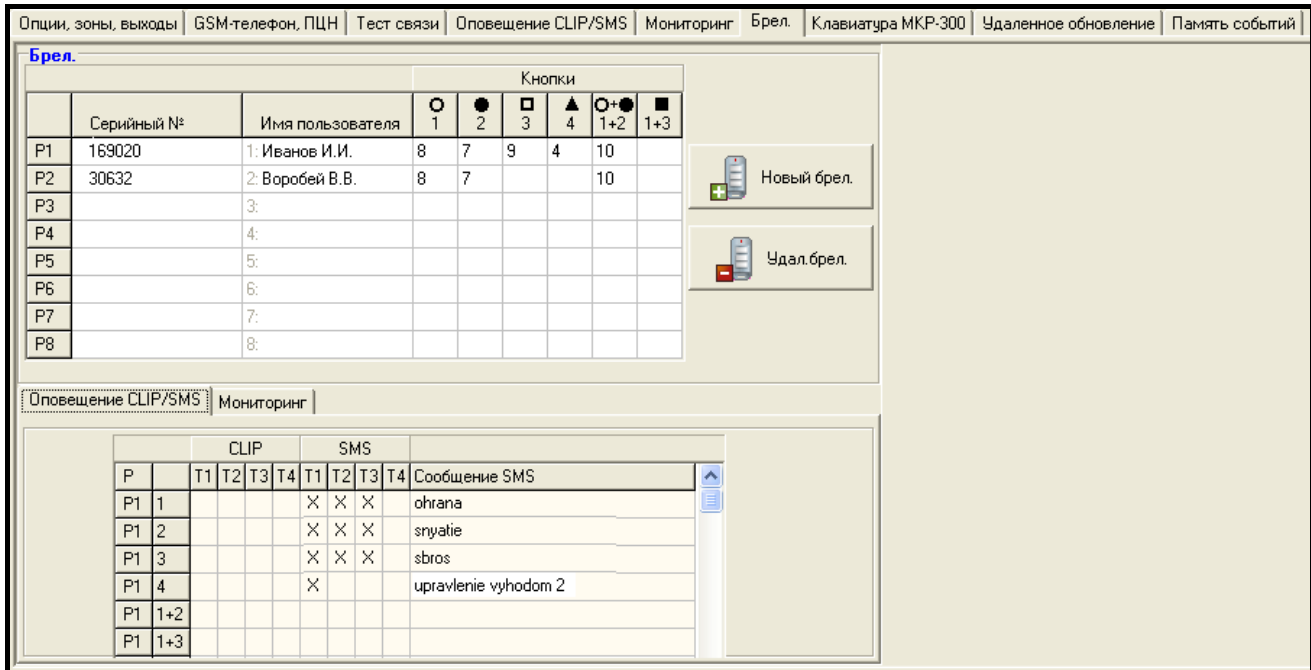 Опции, зоны, выходы GSM-телефон, ПЦН Тест связи Оповещение CLIP/SMS Мониторинг Брел. Клавиатура МКР-300 Удаленное обновление Память событий
Брел.
Кнопки
Серийный № Имя пользователя 1 2 3 4 1+2 1+3
P1 169020 1: Иванов И.И. 8 7 9 4 10
P2 30632 2: Воробей В.В. 8 7 10
P3 3:
P4 4:
P5 5:
P6 6:
P7 7:
P8 8:
Новый брел.
Удал.брел.
Оповещение CLIP/SMS Мониторинг
CLIP SMS
P T1 T2 T3 T4 T1 T2 T3 T4 Сообщение SMS
P1 1 X X X ohrana
P1 2 X X X snyatie
P1 3 X X X sbros
P1 4 X upravlenie vyhodom 2
P1 1+2
P1 1+3